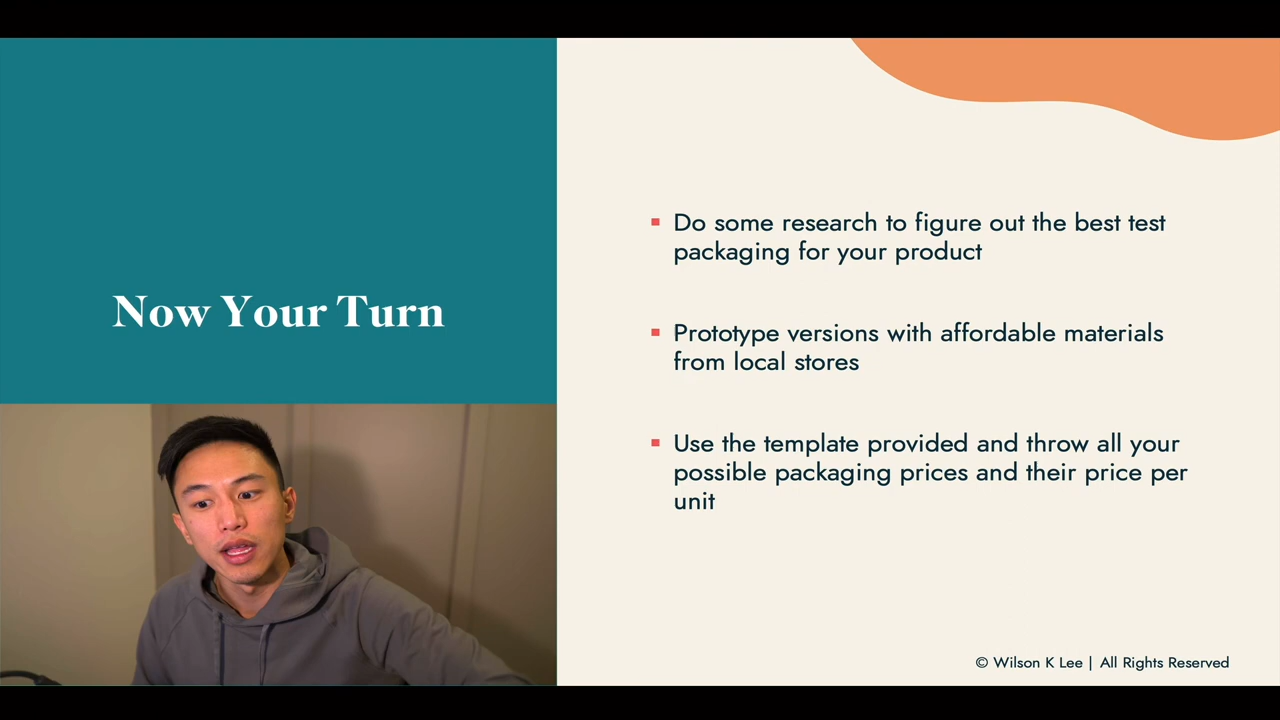 Now Your Turn
Do some research to figure out the best test
packaging for your product
Prototype versions with affordable materials
from local stores
Use the template provided and throw all your
possible packaging prices and their price per
unit
© Wilson K Lee | All Rights Reserved